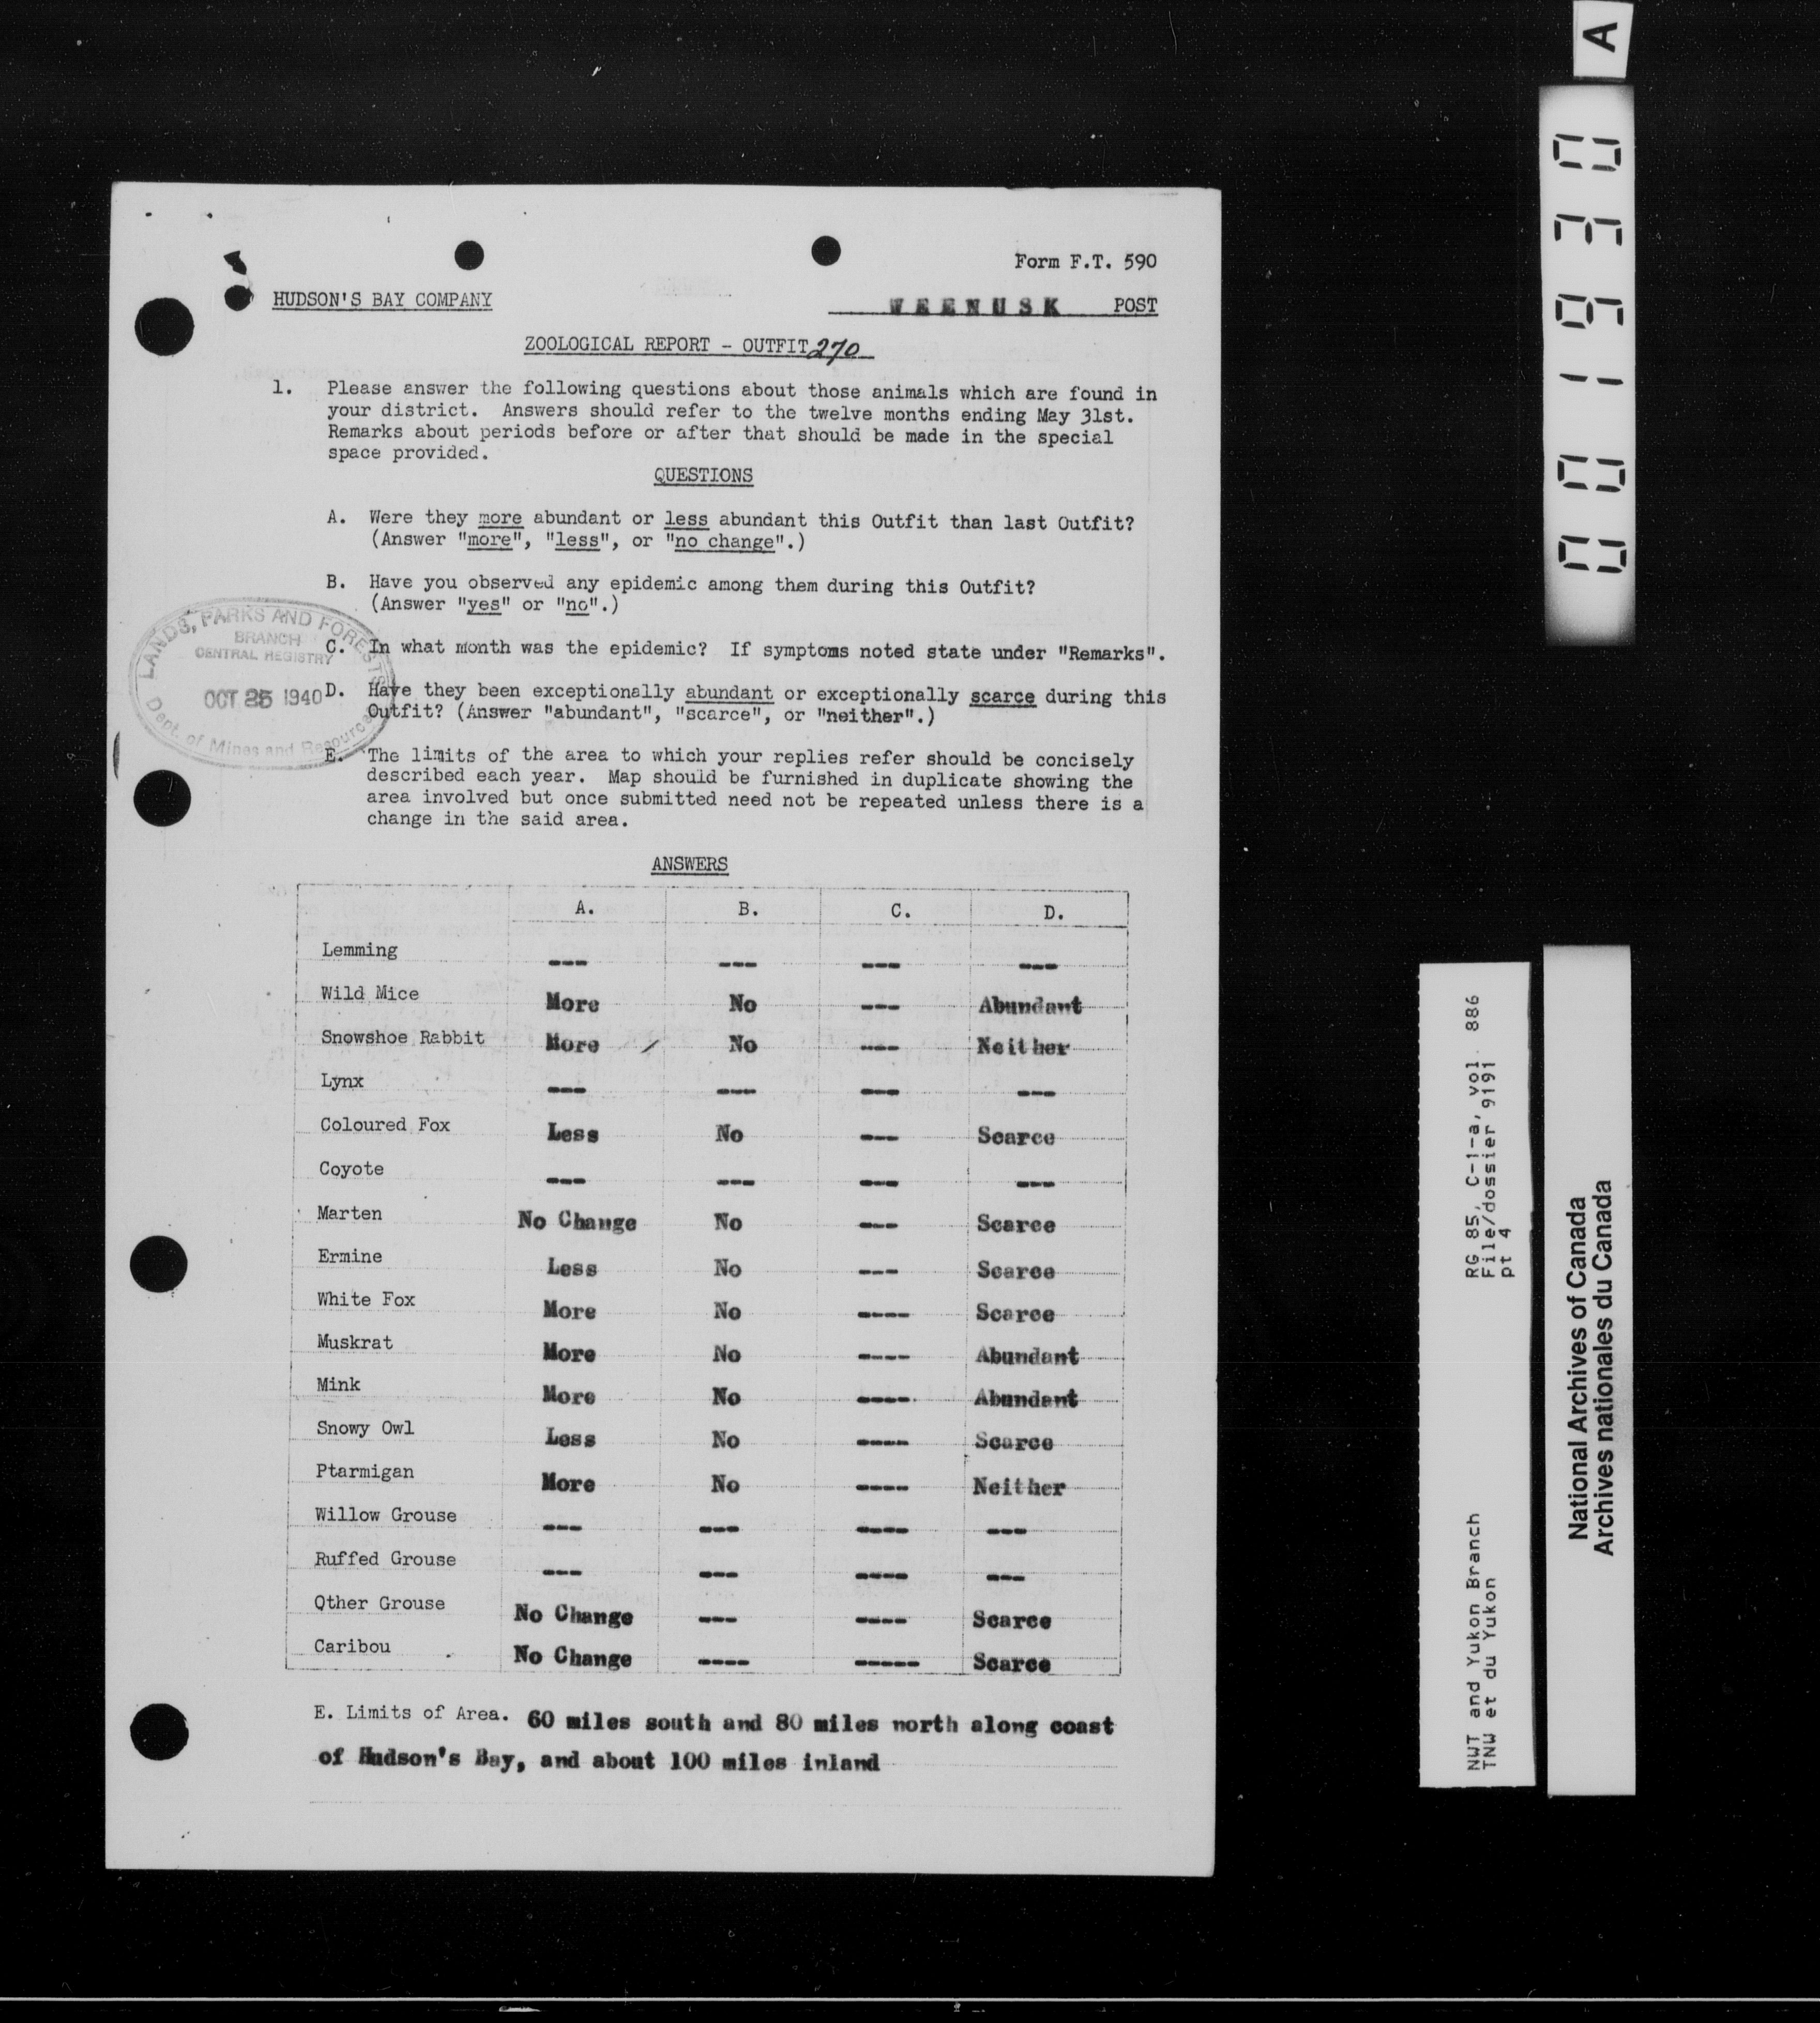 Form F.T. 590
HUDSON'S BAY COMPANY WEENUSK POST
ZOOLOGICAL REPORT - OUTFIT 270
1. Please answer the following questions about those animals which are found in
your district. Answers should refer to the twelve months ending May 31st.
Remarks about periods before or after that should be made in the special
space provided.
QUESTIONS
A. Were they more abundant or less abundant this Outfit than last Outfit?
(Answer "more", "less", or "no change".)
B. Have you observed any epidemic among them during this Outfit?
(Answer "yes" or "no".)
C. In what month was the epidemic? If symptoms noted state under "Remarks".
D. Have they been exceptionally abundant or exceptionally scarce during this
Outfit? (Answer "abundant", "scarce", or "neither".)
E. The limits of the area to which your replies refer should be concisely
described each year. Map should be furnished in duplicate showing the
area involved but once submitted need not be repeated unless there is a
change in the said area.
LANDS, PARKS AND FORESTS
BRANCH
CENTRAL REGISTRY
OCT 25 1940
Dept. of Mines and Resources
ANSWERS
A. B. C. D.
Lemming --- --- --- ---
Wild Mice More No --- Abundant
Snowshoe Rabbit More / No ---- Neither
Lynx --- --- --- ---
Coloured Fox Less No --- Scarce
Coyote --- --- --- ---
Marten No Change No --- Scarce
Ermine Less No --- Scarce
White Fox More No ---- Scarce
Muskrat More No ---- Abundant
Mink More No ---- Abundant
Snowy Owl Less No ---- Scarce
Ptarmigan More No ---- Neither
Willow Grouse --- --- ---- ---
Ruffed Grouse --- --- ---- ---
Other Grouse No Change --- ---- Scarce
Caribou No Change ---- ----- Scarce
E. Limits of Area. 60 miles south and 80 miles north along coast
of Hudson's Bay, and about 100 miles inland
A
001930
RG 85, C-1-a, vol. 886
File/dossier 9191
pt 4
NWT and Yukon Branch
TNW et du Yukon
National Archives of Canada
Archives nationales du Canada